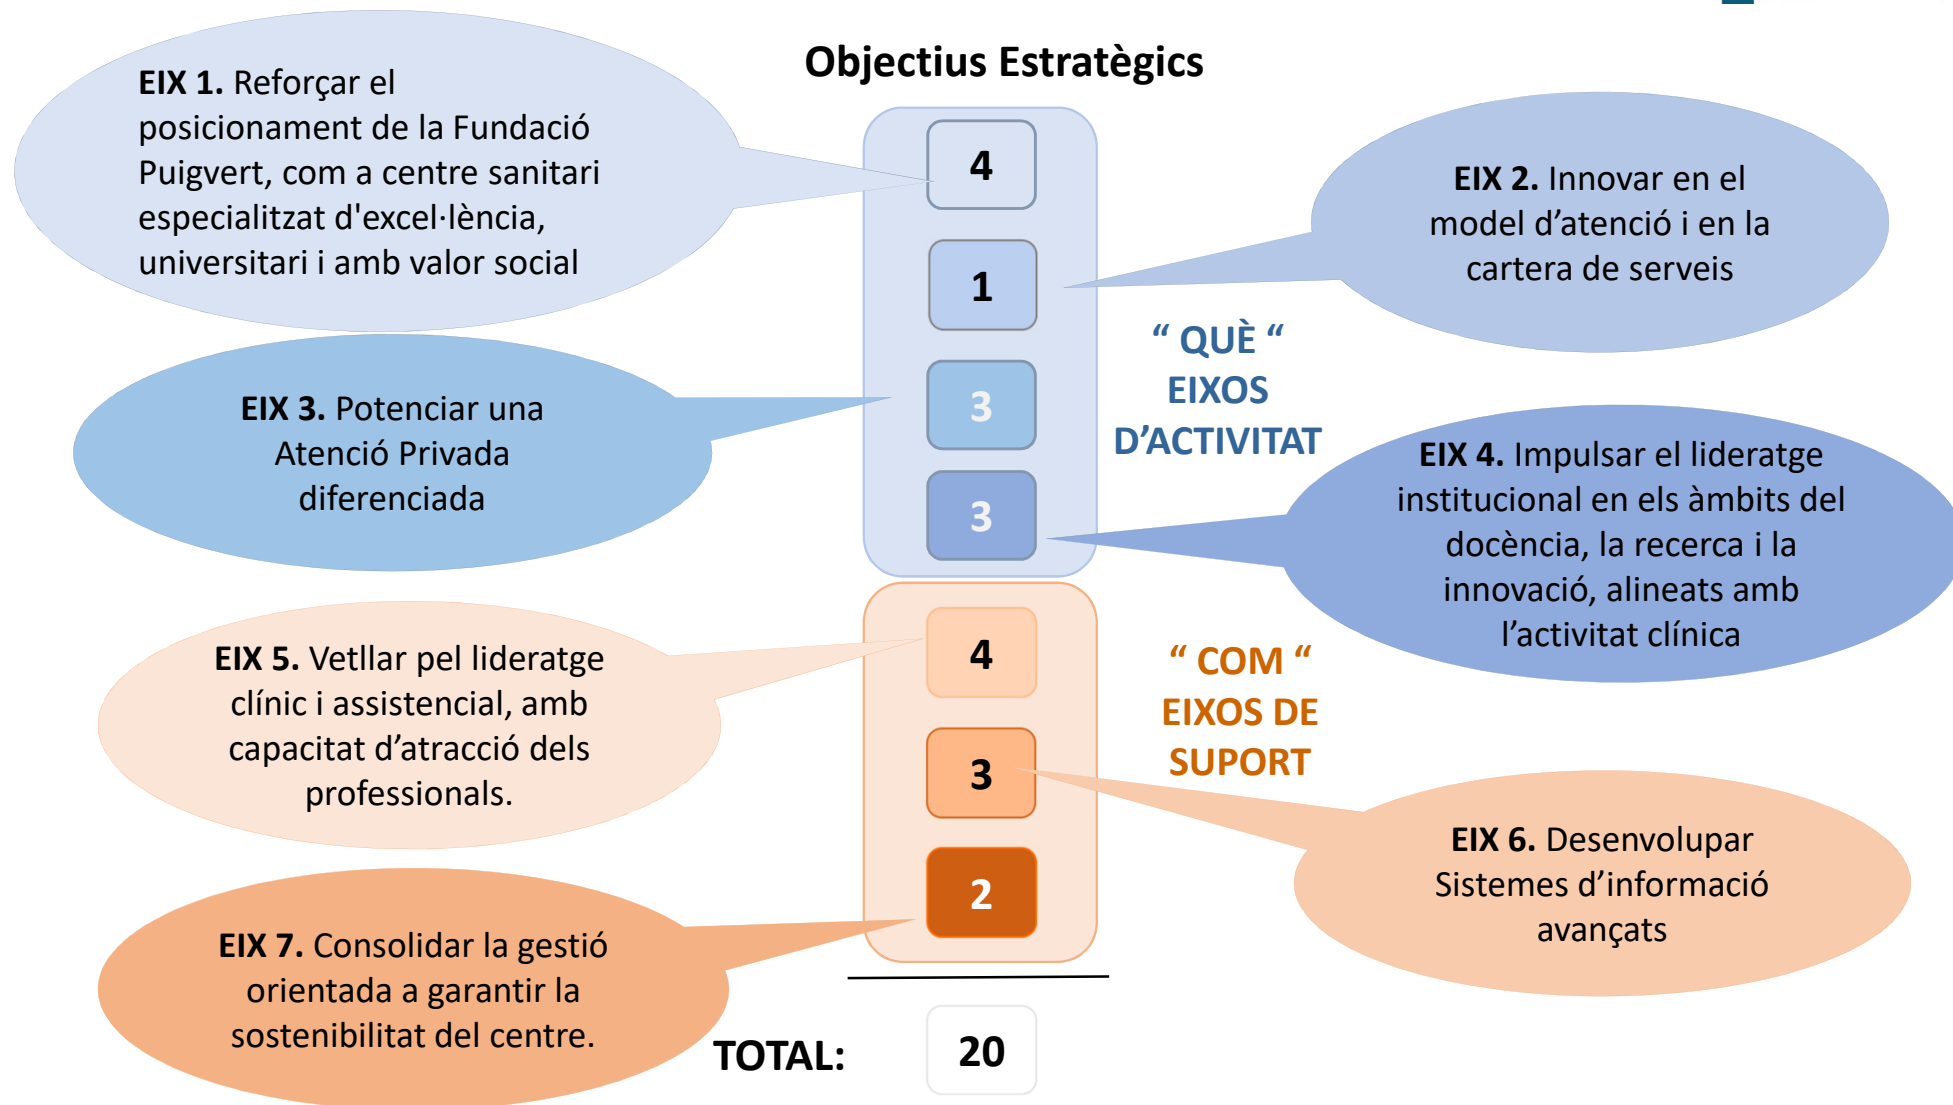 Objectius Estratègics
EIX 1. Reforçar el
posicionament de la Fundació
Puigvert, com a centre sanitari
especialitzat d'excel·lència,
universitari i amb valor social
4
EIX 2. Innovar en el
model d’atenció i en la
cartera de serveis
1
“ QUÈ “
EIXOS
D’ACTIVITAT
EIX 3. Potenciar una
Atenció Privada
diferenciada
3
EIX 4. Impulsar el lideratge
institucional en els àmbits del
docència, la recerca i la
innovació, alineats amb
l’activitat clínica
3
EIX 5. Vetllar pel lideratge
clínic i assistencial, amb
capacitat d’atracció dels
professionals.
4
“ COM “
EIXOS DE
SUPORT
3
EIX 6. Desenvolupar
Sistemes d’informació
avançats
EIX 7. Consolidar la gestió
orientada a garantir la
sostenibilitat del centre.
2
TOTAL:
20